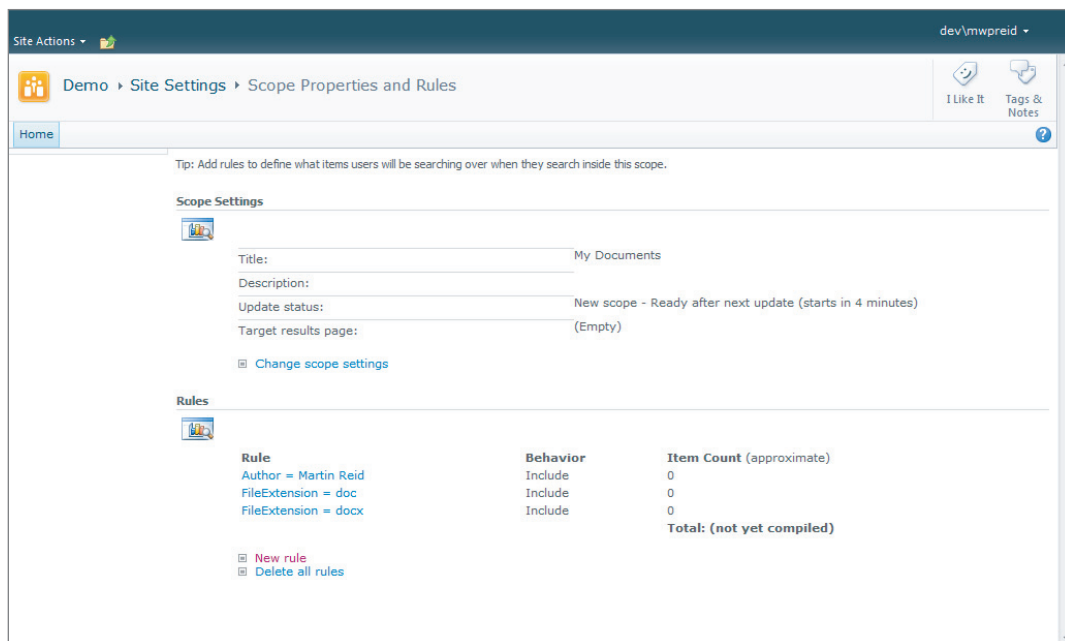 dev\mwpreid
Site Actions
Demo Site Settings Scope Properties and Rules
I Like It
Tags & Notes
Home
Tip: Add rules to define what items users will be searching over when they search inside this scope.
Scope Settings
Title: My Documents
Description:
Update status: New scope - Ready after next update (starts in 4 minutes)
Target results page: (Empty)
Change scope settings
Rules
Rule Behavior Item Count (approximate)
Author = Martin Reid Include 0
FileExtension = doc Include 0
FileExtension = docx Include 0
Total: (not yet compiled)
New rule
Delete all rules